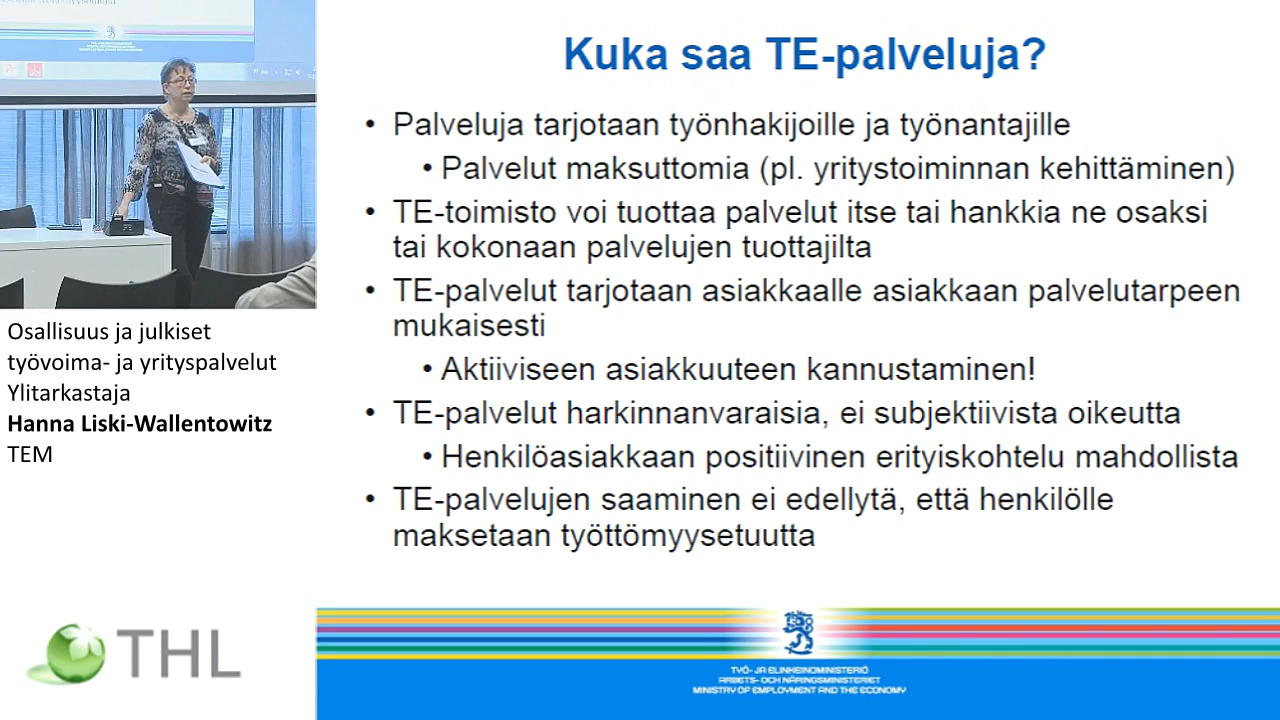 Kuka saa TE-palveluja?
• Palveluja tarjotaan työnhakijoille ja työnantajille
• Palvelut maksuttomia (pl. yritystoiminnan kehittäminen)
• TE-toimisto voi tuottaa palvelut itse tai hankkia ne osaksi
tai kokonaan palvelujen tuottajilta
• TE-palvelut tarjotaan asiakkaalle asiakkaan palvelutarpeen
mukaisesti
• Aktiiviseen asiakkuuteen kannustaminen!
• TE-palvelut harkinnanvaraisia, ei subjektiivista oikeutta
• Henkilöasiakkaan positiivinen erityiskohtelu mahdollista
• TE-palvelujen saaminen ei edellytä, että henkilölle
maksetaan työttömyysetuutta
Osallisuus ja julkiset
työvoima- ja yrityspalvelut
Ylitarkastaja
Hanna Liski-Wallentowitz
TEM
THL
TYÖ- JA ELINKEINOMINISTERIÖ
ARBETS- OCH NÄRINGSMINISTERIET
MINISTRY OF EMPLOYMENT AND THE ECONOMY